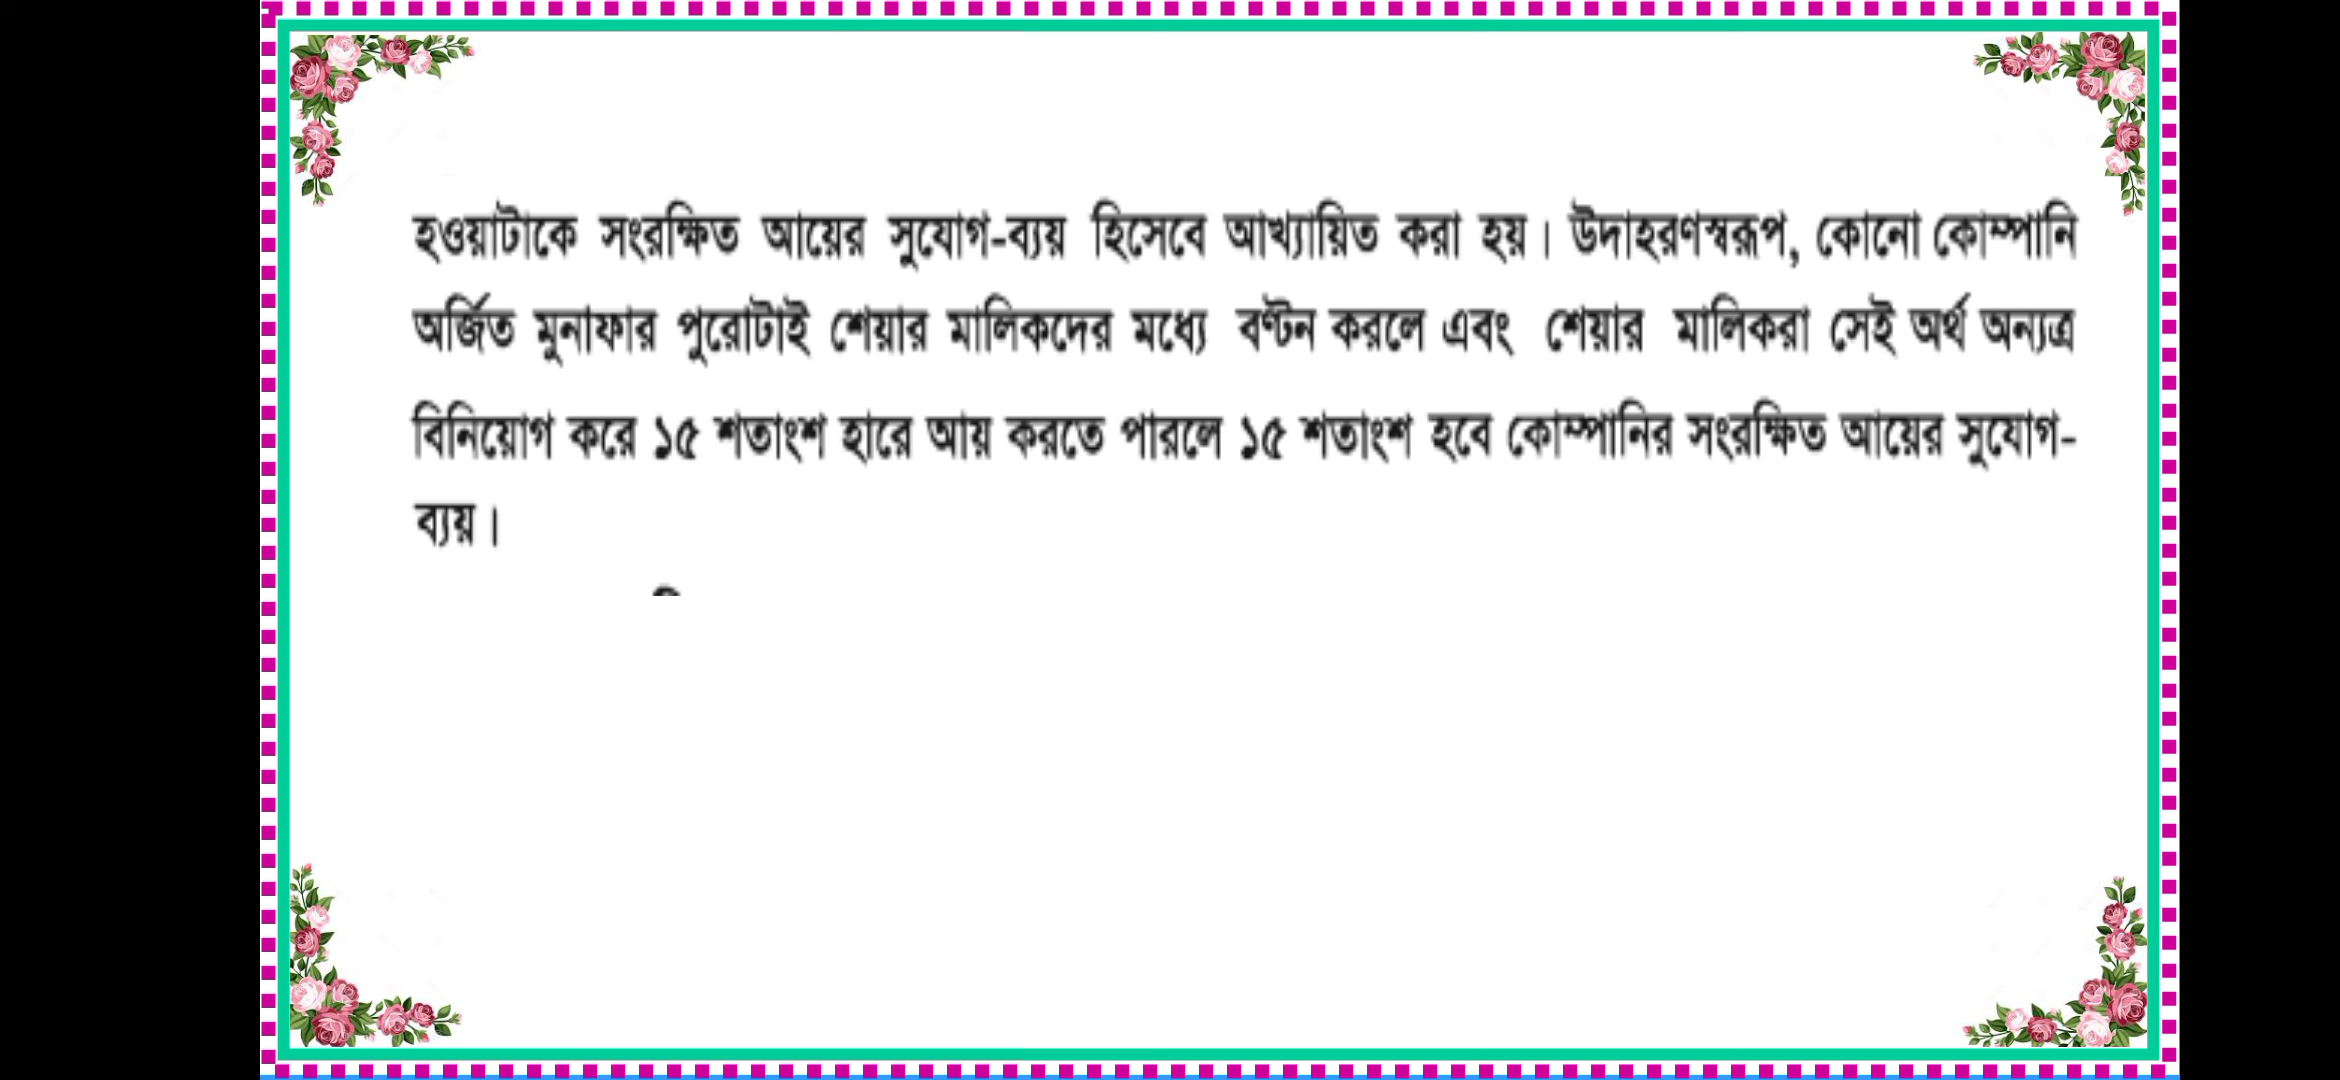 হওয়াটাকে সংরক্ষিত আয়ের সুযোগ-ব্যয় হিসেবে আখ্যায়িত করা হয়। উদাহরণস্বরূপ, কোনো কোম্পানি
অর্জিত মুনাফার পুরোটাই শেয়ার মালিকদের মধ্যে বণ্টন করলে এবং শেয়ার মালিকরা সেই অর্থ অন্যত্র
বিনিয়োগ করে ১৫ শতাংশ হারে আয় করতে পারলে ১৫ শতাংশ হবে কোম্পানির সংরক্ষিত আয়ের সুযোগ-
ব্যয়।